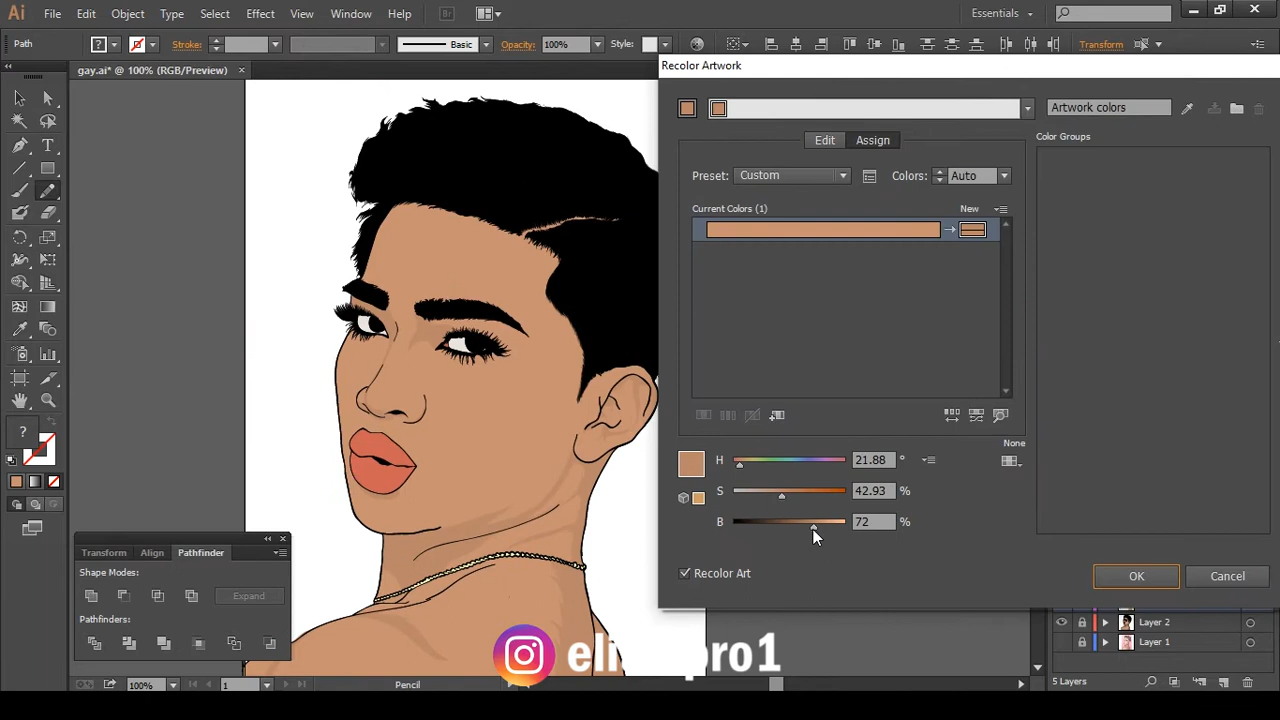 Ai File Edit Object Type Select Effect View Window Help Br Essentials
Path ? Stroke: Basic Opacity: 100% Style: Transform
gay.ai* @ 100% (RGB/Preview) ×
Recolor Artwork
Artwork colors
Color Groups
Edit Assign
Preset: Custom Colors: Auto
Current Colors (1) New
None
H 21.88 °
S 42.93 %
B 72 %
Recolor Art
OK Cancel
?
Transform Align Pathfinder
Shape Modes:
Expand
Pathfinders:
Layer 2
Layer 1
5 Layers
100% 1 Pencil